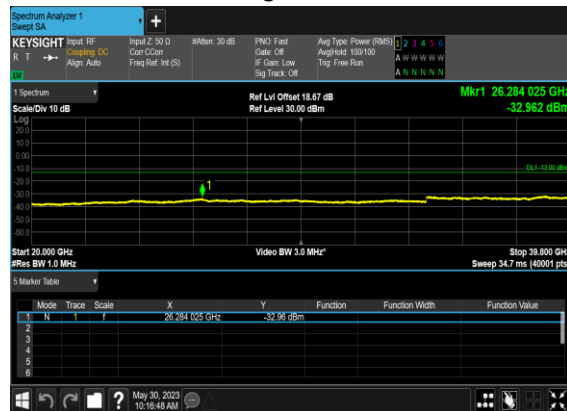 Spectrum Analyzer 1
Swept SA
+
KEYSIGHT Input: RF Input Z: 50 Ω #Atten: 30 dB PNO: Fast Avg Type: Power (RMS) 1 2 3 4 5 6
R T Coupling: DC Corr CCorr Gate: Off Avg|Hold: 100/100 A W W W W W
Align: Auto Freq Ref: Int (S) IF Gain: Low Trig: Free Run
Sig Track: Off A N N N N N
1 Spectrum Ref Lvl Offset 18.67 dB Mkr1 26.284 025 GHz
Scale/Div 10 dB Ref Level 30.00 dBm -32.962 dBm
Log
20.0
10.0
0.00
-10.0
DL1 -13.00 dBm
-20.0
1
-30.0
-40.0
-50.0
-60.0
Start 20.000 GHz Video BW 3.0 MHz* Stop 39.800 GHz
#Res BW 1.0 MHz Sweep 34.7 ms (40001 pts)
5 Marker Table
Mode Trace Scale X Y Function Function Width Function Value
1 N 1 f 26.284 025 GHz -32.96 dBm
2
3
4
5
6
? May 30, 2023
10:16:48 AM